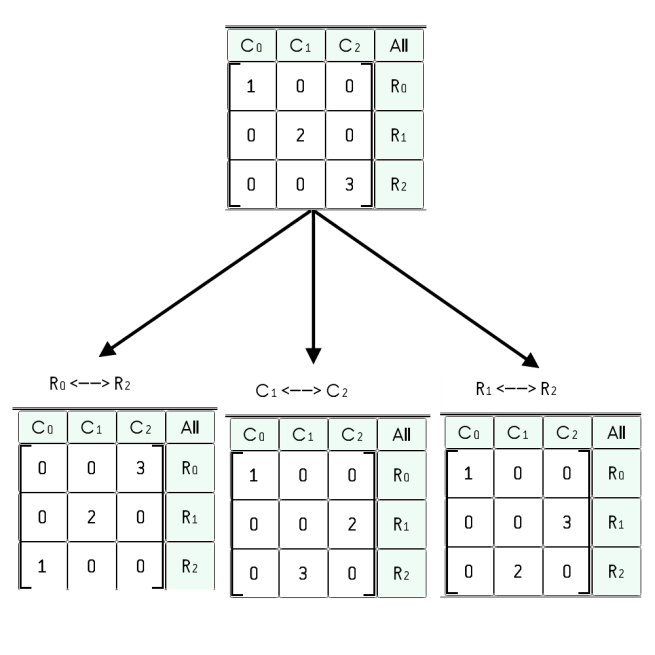 C0 C1 C2 All
1 0 0 R0
0 2 0 R1
0 0 3 R2
R0 <——> R2
C0 C1 C2 All
0 0 3 R0
0 2 0 R1
1 0 0 R2
C1 <——> C2
C0 C1 C2 All
1 0 0 R0
0 0 2 R1
0 3 0 R2
R1 <——> R2
C0 C1 C2 All
1 0 0 R0
0 0 3 R1
0 2 0 R2